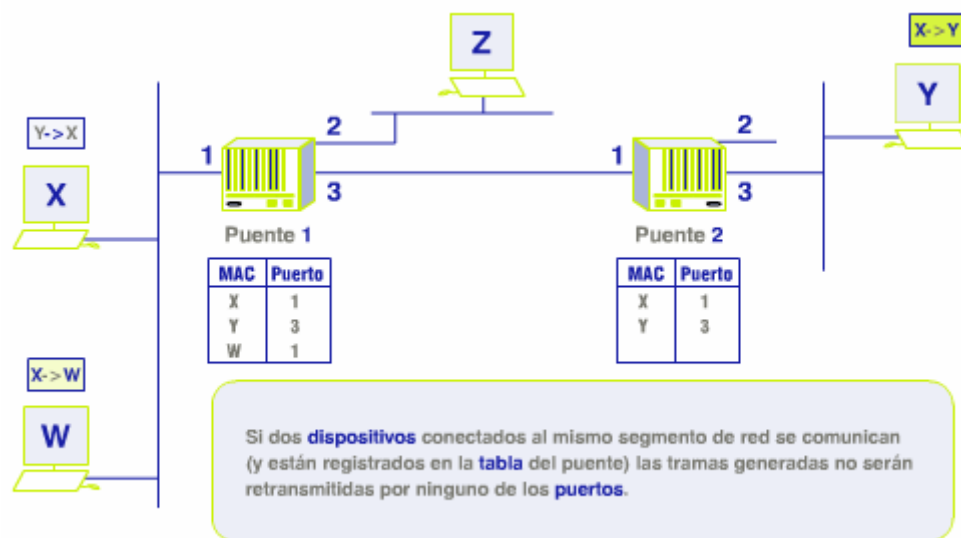 Z
X->Y
Y
Y->X
X
1
2
3
1
2
3
Puente 1
Puente 2
MAC Puerto
X 1
Y 3
W 1
MAC Puerto
X 1
Y 3
X->W
W
Si dos dispositivos conectados al mismo segmento de red se comunican
(y están registrados en la tabla del puente) las tramas generadas no serán
retransmitidas por ninguno de los puertos.